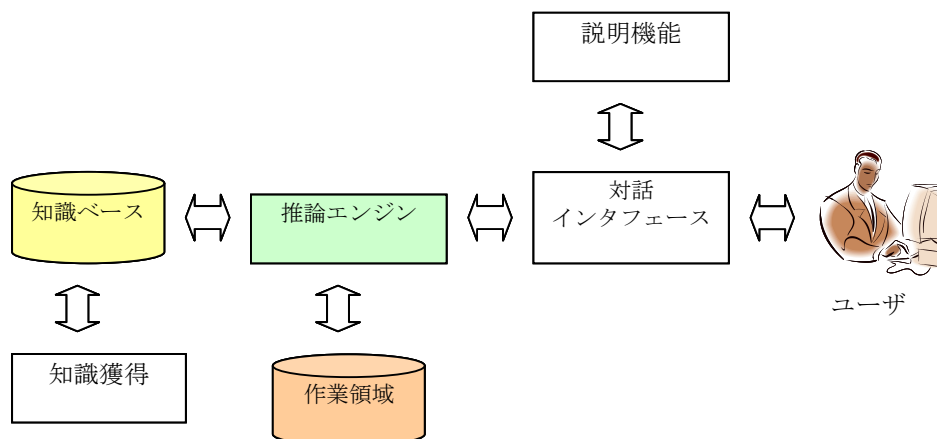 説明機能
知識ベース
推論エンジン
対話
インタフェース
ユーザ
知識獲得
作業領域